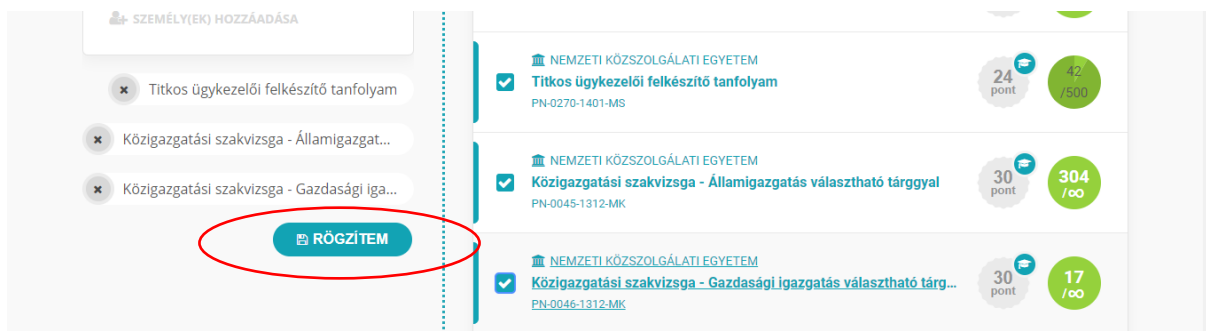 SZEMÉLY(EK) HOZZÁADÁSA
Titkos ügykezelői felkészítő tanfolyam
Közigazgatási szakvizsga - Államigazgat...
Közigazgatási szakvizsga - Gazdasági iga...
RÖGZÍTEM
NEMZETI KÖZSZOLGÁLATI EGYETEM
Titkos ügykezelői felkészítő tanfolyam
PN-0270-1401-MS
24
pont
42
/500
NEMZETI KÖZSZOLGÁLATI EGYETEM
Közigazgatási szakvizsga - Államigazgatás választható tárggyal
PN-0045-1312-MK
30
pont
304
/∞
NEMZETI KÖZSZOLGÁLATI EGYETEM
Közigazgatási szakvizsga - Gazdasági igazgatás választható tárg...
PN-0046-1312-MK
30
pont
17
/∞